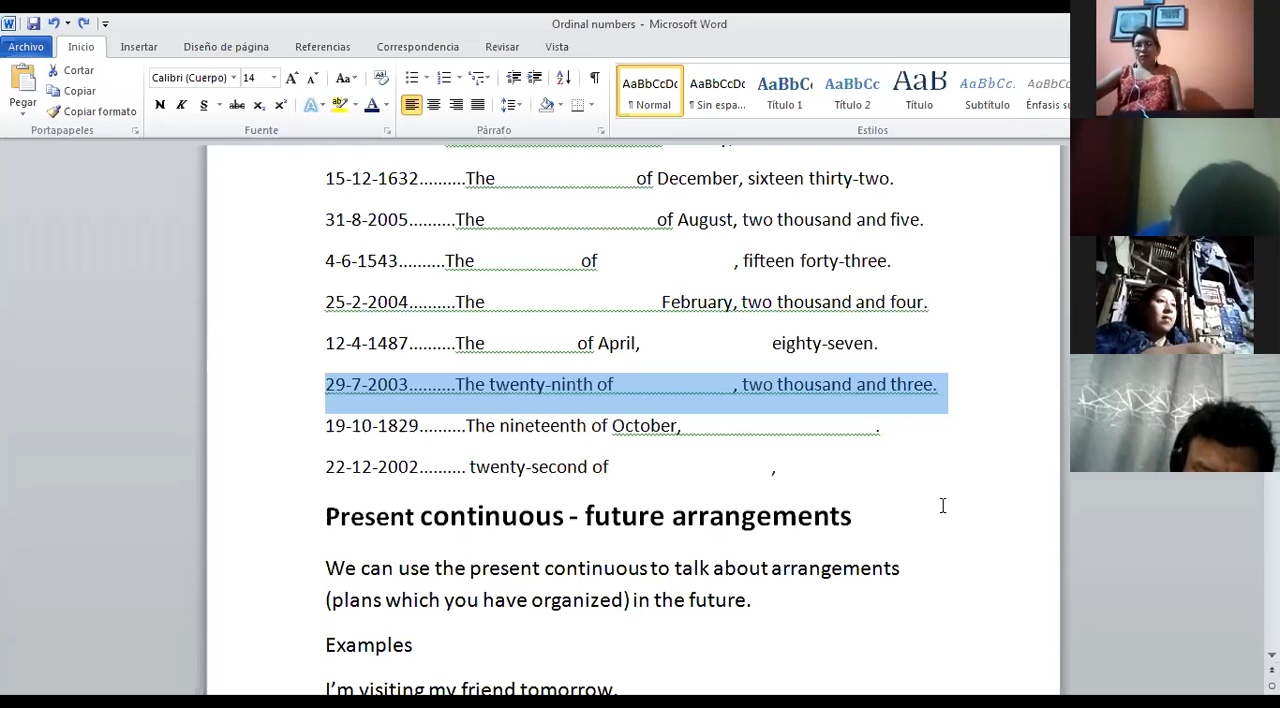 Ordinal numbers - Microsoft Word
Archivo Inicio Insertar Diseño de página Referencias Correspondencia Revisar Vista
Pegar
Cortar
Copiar
Copiar formato
Portapapeles
Calibri (Cuerpo) 14
Fuente
Párrafo
AaBbCcDc AaBbCcDc AaBbC AaBbCc AaB AaBbCc. AaBbCcDc
¶ Normal ¶ Sin espa... Título 1 Título 2 Título Subtítulo Énfasis su
Estilos
15-12-1632.........The of December, sixteen thirty-two.
31-8-2005..........The of August, two thousand and five.
4-6-1543..........The of , fifteen forty-three.
25-2-2004..........The February, two thousand and four.
12-4-1487..........The of April, eighty-seven.
29-7-2003..........The twenty-ninth of , two thousand and three.
19-10-1829.........The nineteenth of October, .
22-12-2002.......... twenty-second of ,
Present continuous - future arrangements
We can use the present continuous to talk about arrangements
(plans which you have organized) in the future.
Examples
I'm visiting my friend tomorrow.